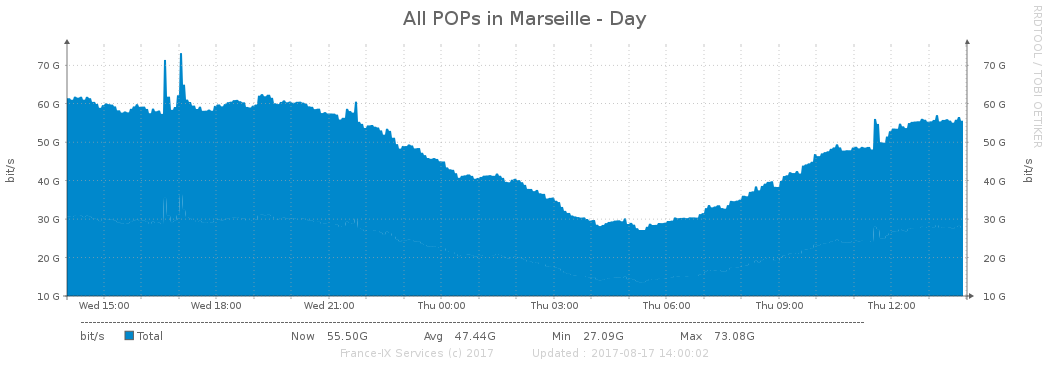 All POPs in Marseille - Day
RRDTOOL / TOBI OETIKER
70 G 70 G
60 G 60 G
50 G 50 G
40 G 40 G
30 G 30 G
20 G 20 G
10 G 10 G
bit/s bit/s
Wed 15:00 Wed 18:00 Wed 21:00 Thu 00:00 Thu 03:00 Thu 06:00 Thu 09:00 Thu 12:00
bit/s Total Now 55.50G Avg 47.44G Min 27.09G Max 73.08G
France-IX Services (c) 2017 Updated : 2017-08-17 14:00:02